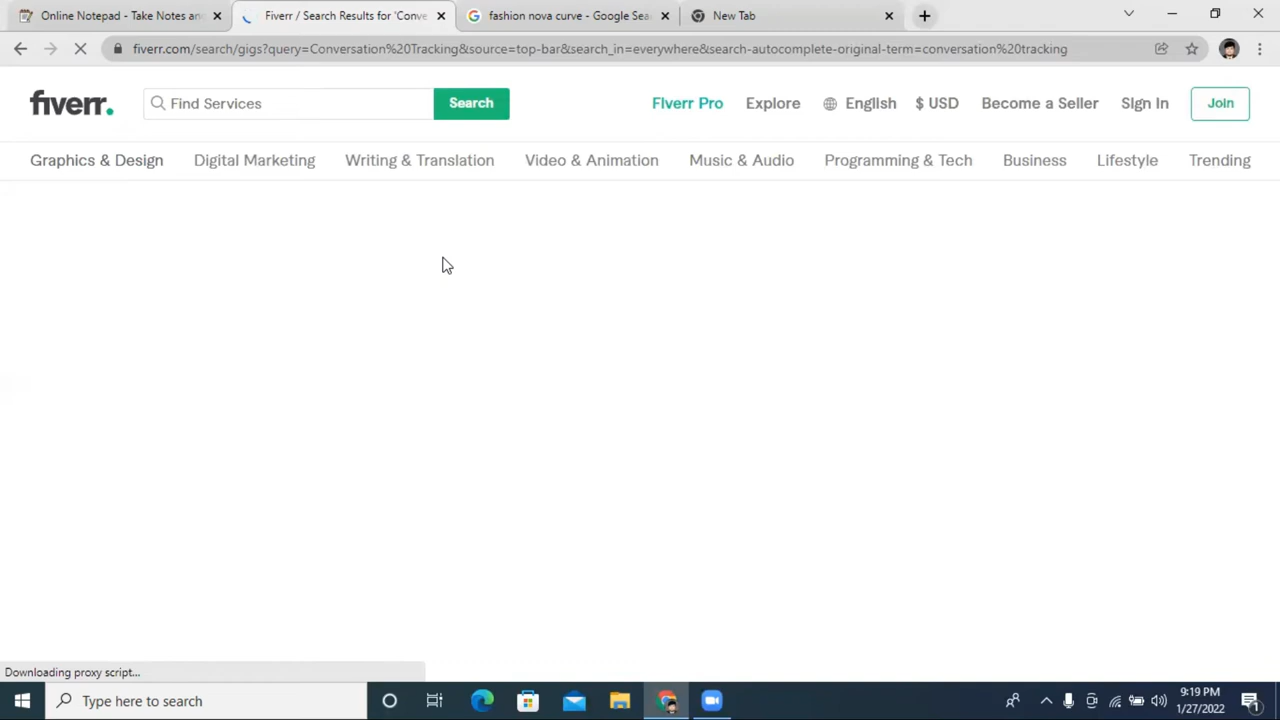 Online Notepad - Take Notes an
Fiverr / Search Results for 'Conve
fashion nova curve - Google Sea
New Tab
fiverr.com/search/gigs?query=Conversation%20Tracking&source=top-bar&search_in=everywhere&search-autocomplete-original-term=conversation%20tracking
fiverr.
Find Services
Search
Fiverr Pro
Explore
English
$ USD
Become a Seller
Sign In
Join
Graphics & Design
Digital Marketing
Writing & Translation
Video & Animation
Music & Audio
Programming & Tech
Business
Lifestyle
Trending
Downloading proxy script...
Type here to search
9:19 PM
1/27/2022
1